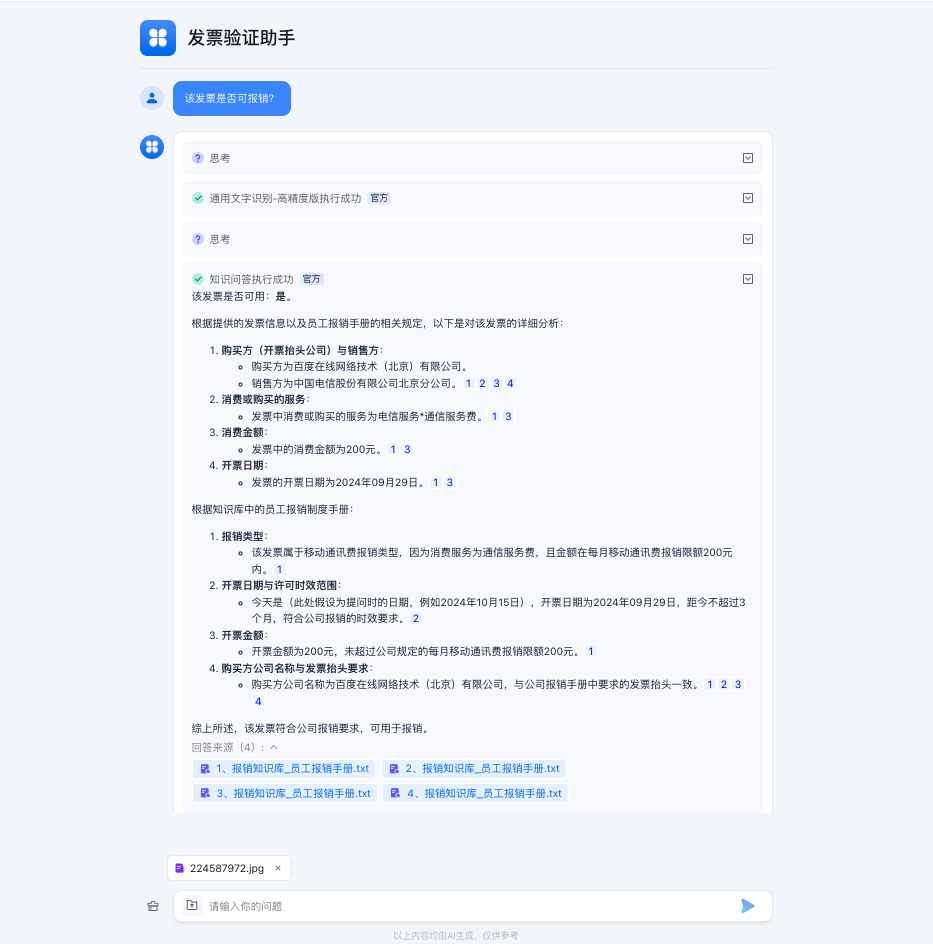 发票验证助手
该发票是否可报销?
? 思考
通用文字识别-高精度版执行成功 官方
? 思考
知识问答执行成功 官方
该发票是否可用：是。
根据提供的发票信息以及员工报销手册的相关规定，以下是对该发票的详细分析：
1. 购买方（开票抬头公司）与销售方：
购买方为百度在线网络技术（北京）有限公司。
销售方为中国电信股份有限公司北京分公司。 1 2 3 4
2. 消费或购买的服务：
发票中消费或购买的服务为电信服务*通信服务费。 1 3
3. 消费金额：
发票中的消费金额为200元。 1 3
4. 开票日期：
发票的开票日期为2024年09月29日。 1 3
根据知识库中的员工报销制度手册：
1. 报销类型：
该发票属于移动通讯费报销类型，因为消费服务为通信服务费，且金额在每月移动通讯费报销限额200元
内。 1
2. 开票日期与许可时效范围：
今天是（此处假设为提问时的日期，例如2024年10月15日），开票日期为2024年09月29日，距今不超过3
个月，符合公司报销的时效要求。 2
3. 开票金额：
开票金额为200元，未超过公司规定的每月移动通讯费报销限额200元。 1
4. 购买方公司名称与发票抬头要求：
购买方公司名称为百度在线网络技术（北京）有限公司，与公司报销手册中要求的发票抬头一致。 1 2 3
4
综上所述，该发票符合公司报销要求，可用于报销。
回答来源（4）：
1、报销知识库_员工报销手册.txt 2、报销知识库_员工报销手册.txt
3、报销知识库_员工报销手册.txt 4、报销知识库_员工报销手册.txt
224587972.jpg ×
请输入你的问题
以上内容均由AI生成，仅供参考